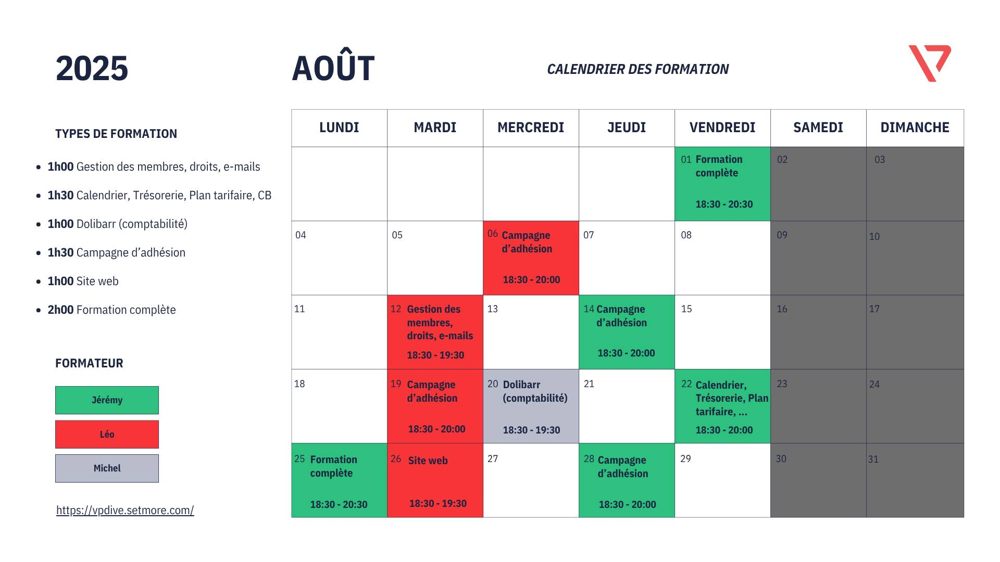 2025
AOÛT
CALENDRIER DES FORMATION
TYPES DE FORMATION
1h00 Gestion des membres, droits, e-mails
1h30 Calendrier, Trésorerie, Plan tarifaire, CB
1h00 Dolibarr (comptabilité)
1h30 Campagne d’adhésion
1h00 Site web
2h00 Formation complète
FORMATEUR
Jérémy
Léo
Michel
https://vpdive.setmore.com/
LUNDI MARDI MERCREDI JEUDI VENDREDI SAMEDI DIMANCHE
01 Formation
complète
18:30 - 20:30
02
03
04
05
06 Campagne
d’adhésion
18:30 - 20:00
07
08
09
10
11
12 Gestion des
membres,
droits, e-mails
18:30 - 19:30
13
14 Campagne
d’adhésion
18:30 - 20:00
15
16
17
18
19 Campagne
d’adhésion
18:30 - 20:00
20 Dolibarr
(comptabilité)
18:30 - 19:30
21
22 Calendrier,
Trésorerie, Plan
tarifaire, ...
18:30 - 20:00
23
24
25 Formation
complète
18:30 - 20:30
26 Site web
18:30 - 19:30
27
28 Campagne
d’adhésion
18:30 - 20:00
29
30
31